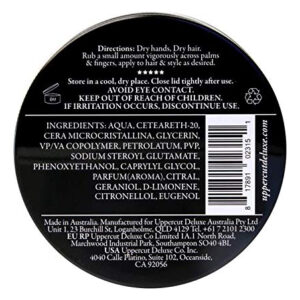 Directions: Dry hands, Dry hair.
Rub a small amount vigorously across palms
& fingers, apply to hair & style as desired.
★★★★★
Store in a cool, dry place. Close lid tightly after use.
AVOID EYE CONTACT.
KEEP OUT OF REACH OF CHILDREN.
IF IRRITATION OCCURS, DISCONTINUE USE.
INGREDIENTS: AQUA, CETEARETH-20,
CERA MICROCRISTALLINA, GLYCERIN,
VP/VA COPOLYMER, PETROLATUM, PVP,
SODIUM STEROYL GLUTAMATE,
PHENOXYETHANOL, CAPRYLYL GLYCOL,
PARFUM(AROMA), CITRAL,
GERANIOL, D-LIMONENE,
CITRONELLOL, EUGENOL
8 17891 02315 1
uppercutdeluxe.com
Made in Australia. Manufactured for Uppercut Deluxe Australia Pty Ltd
Unit 1, 23 Burchill St, Loganholme, QLD 4129 Tel: +61 7 2101 2300
EU RP Uppercut Deluxe Limited 1A.1 North Road,
Marchwood Industrial Park, Southampton SO40 4BL
USA Uppercut Deluxe Inc.
4040 Calle Platino, Suite 102, Oceanside,
CA 92056